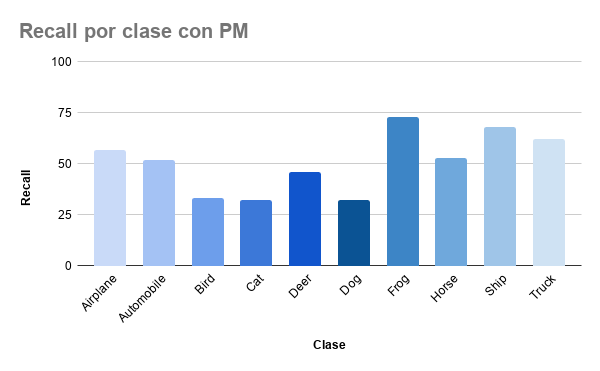 Recall por clase con PM
100
75
50
25
0
Recall
Airplane
Automobile
Bird
Cat
Deer
Dog
Frog
Horse
Ship
Truck
Clase